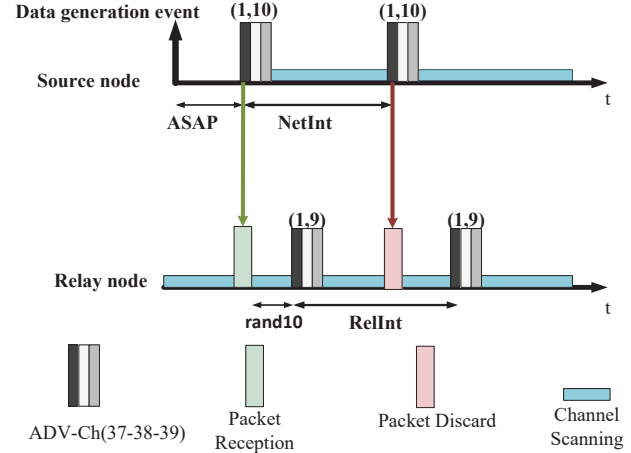 Data generation event
(1,10)
(1,10)
Source node
t
ASAP
NetInt
(1,9)
(1,9)
Relay node
t
rand10
RelInt
ADV-Ch(37-38-39)
Packet
Reception
Packet Discard
Channel
Scanning